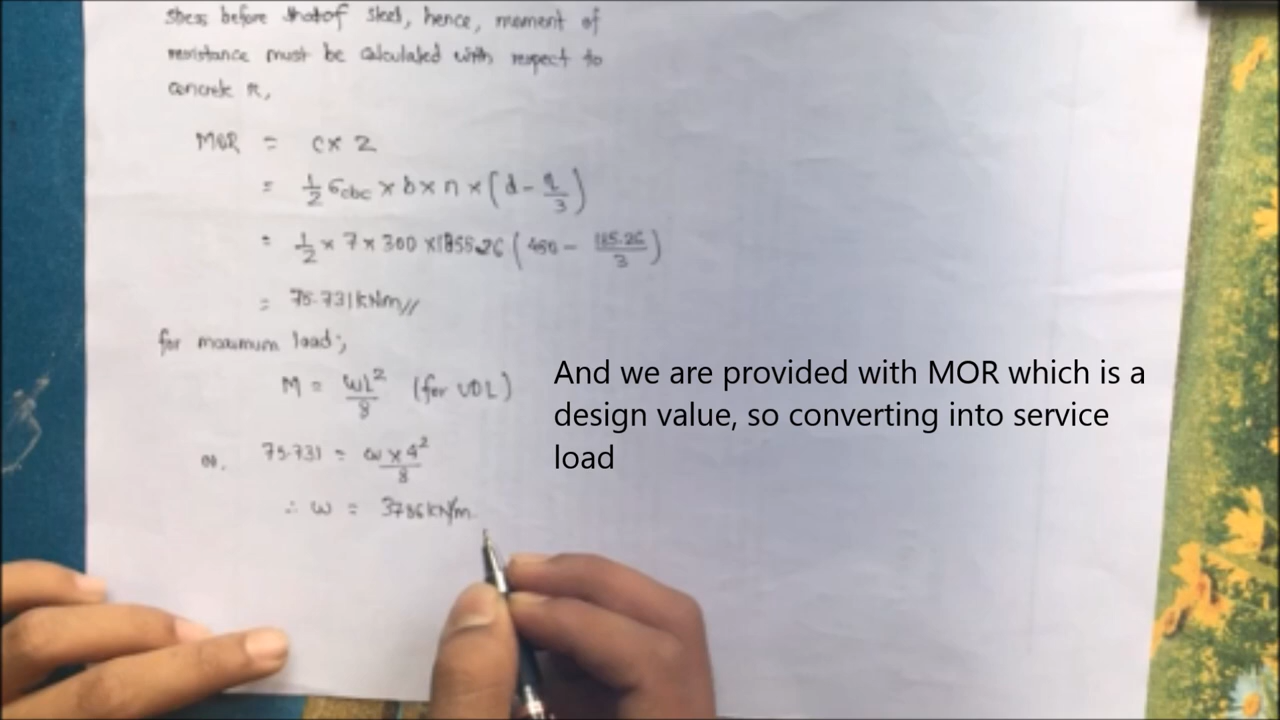 stress before that of steel, hence, moment of
resistance must be calculated with respect to
concrete
MOR = C x Z
= 1/2 σcbc x b x n x (d - n/3)
= 1/2 x 7 x 300 x 1855.26 (450 - 185.26/3)
= 75.731 kNm//
for maximum load;
M = wL²/8 (for UDL)
or, 75.731 = w x 4²/8
∴ w = 37.86 kN/m
And we are provided with MOR which is a
design value, so converting into service
load